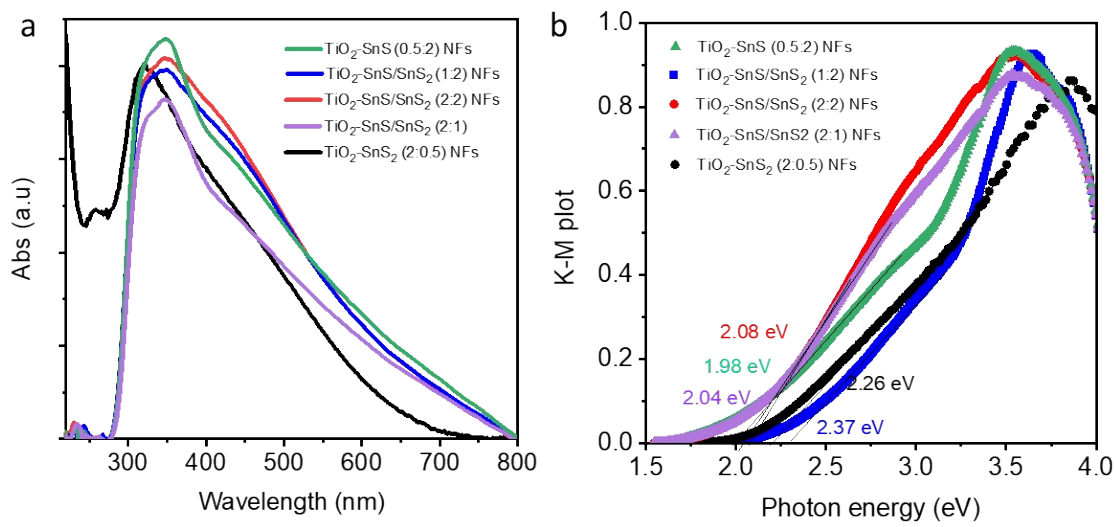 a
Abs (a.u)
TiO₂-SnS (0.5:2) NFs
TiO₂-SnS/SnS₂ (1:2) NFs
TiO₂-SnS/SnS₂ (2:2) NFs
TiO₂-SnS/SnS₂ (2:1)
TiO₂-SnS₂ (2:0.5) NFs
300 400 500 600 700 800
Wavelength (nm)
b
K-M plot
1.0
0.8
0.6
0.4
0.2
0.0
TiO₂-SnS (0.5:2) NFs
TiO₂-SnS/SnS₂ (1:2) NFs
TiO₂-SnS/SnS₂ (2:2) NFs
TiO₂-SnS/SnS2 (2:1) NFs
TiO₂-SnS₂ (2:0.5) NFs
2.08 eV
1.98 eV
2.04 eV
2.26 eV
2.37 eV
1.5 2.0 2.5 3.0 3.5 4.0
Photon energy (eV)